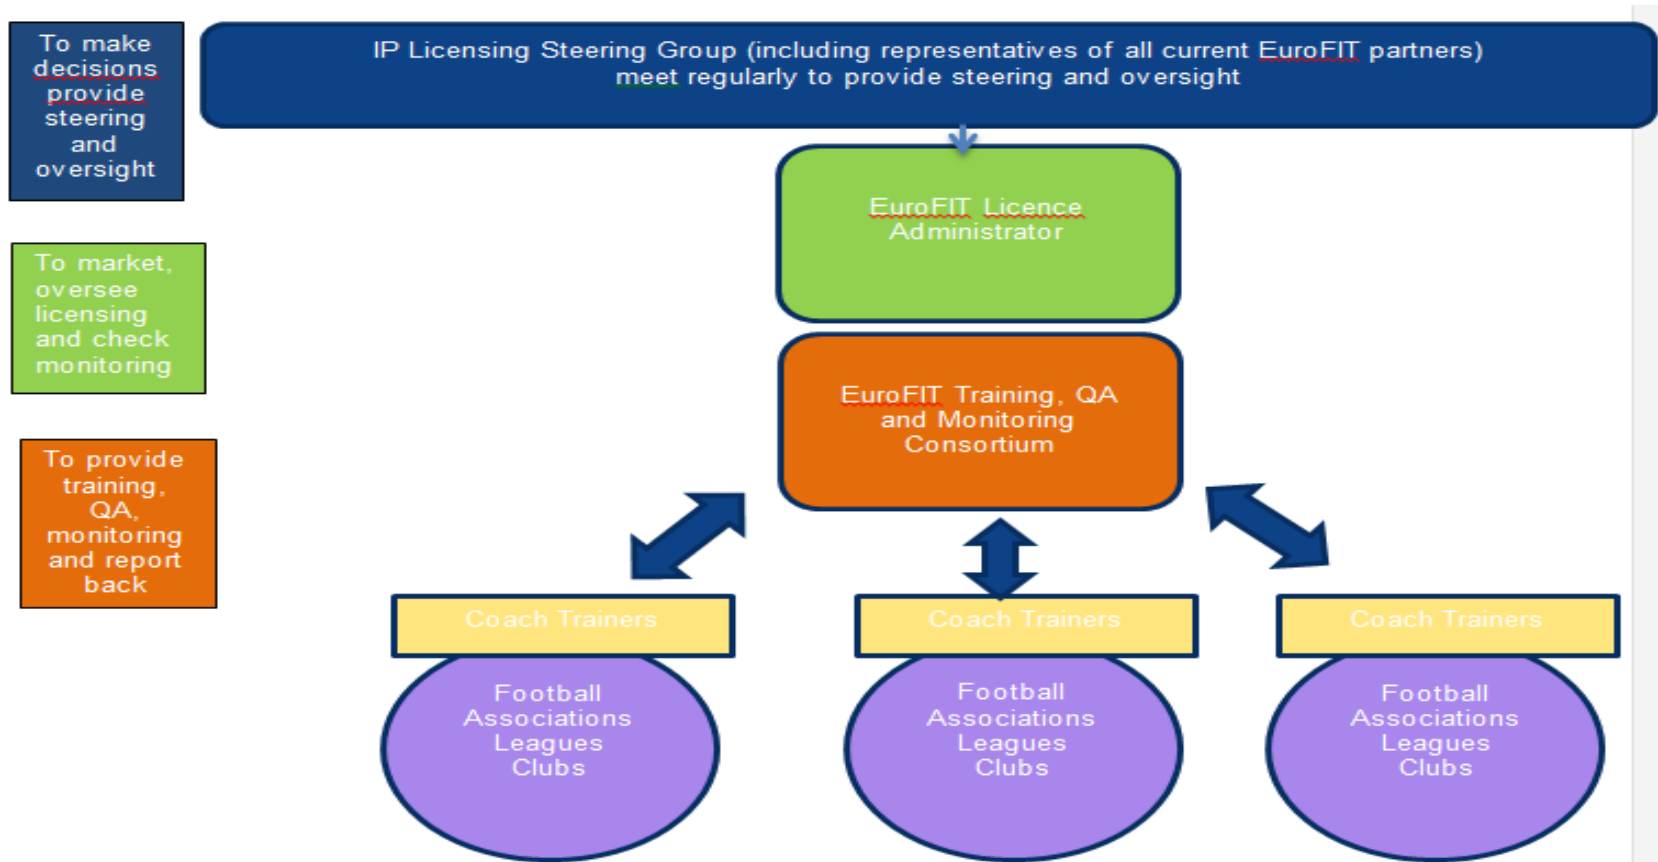 To make
decisions
provide
steering
and
oversight
IP Licensing Steering Group (including representatives of all current EuroFIT partners)
meet regularly to provide steering and oversight
EuroFIT Licence
Administrator
To market,
oversee
licensing
and check
monitoring
EuroFIT Training, QA
and Monitoring
Consortium
To provide
training,
QA,
monitoring
and report
back
Coach Trainers
Coach Trainers
Coach Trainers
Football
Associations
Leagues
Clubs
Football
Associations
Leagues
Clubs
Football
Associations
Leagues
Clubs